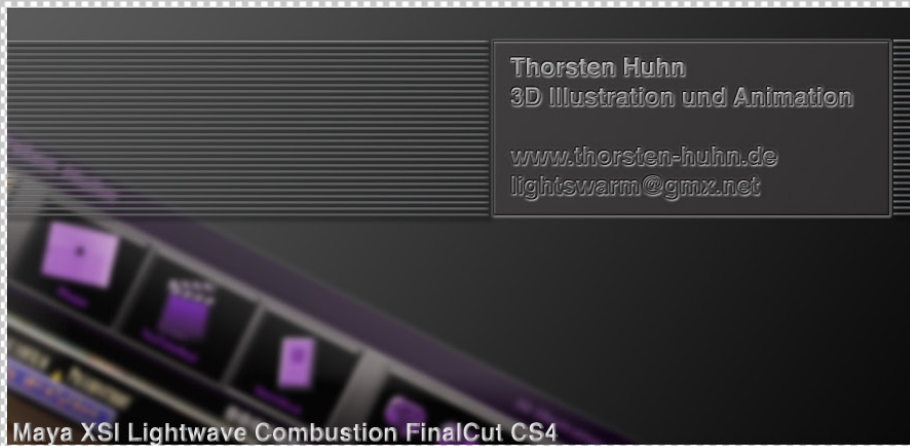 Thorsten Huhn
3D Illustration und Animation
www.thorsten-huhn.de
lightswarm@gmx.net
Maya XSI Lightwave Combustion FinalCut CS4